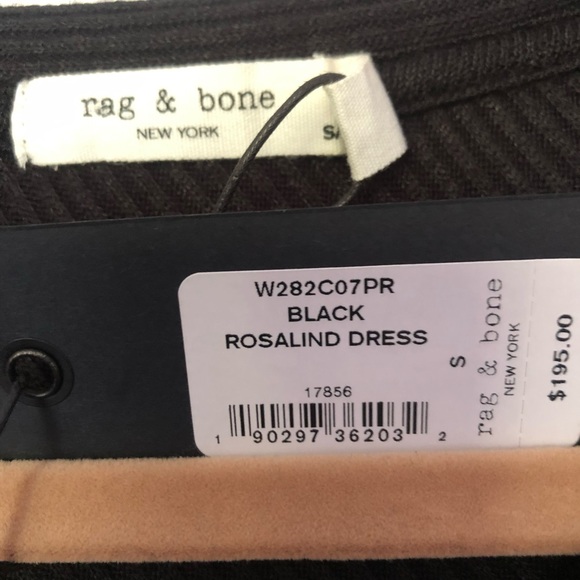 rag & bone
NEW YORK
W282C07PR
BLACK
ROSALIND DRESS
S
17856
1 90297 36203 2
rag & bone
NEW YORK
$195.00